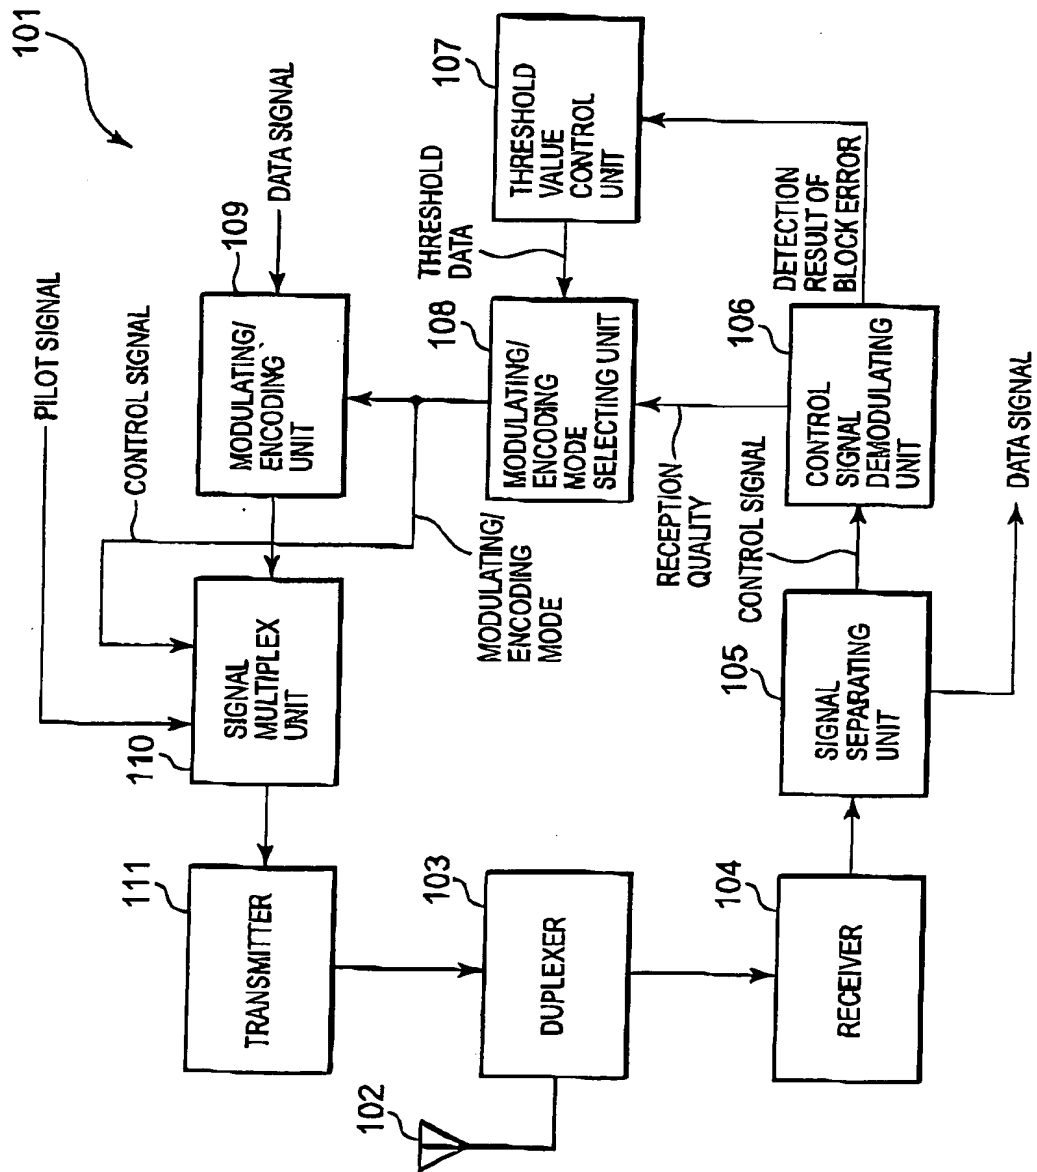 101
PILOT SIGNAL
CONTROL SIGNAL
DATA SIGNAL
109
MODULATING/
ENCODING
UNIT
110
SIGNAL
MULTIPLEX
UNIT
111
TRANSMITTER
MODULATING/
ENCODING
MODE
THRESHOLD
DATA
107
THRESHOLD
VALUE
CONTROL
UNIT
108
MODULATING/
ENCODING
MODE
SELECTING UNIT
102
103
DUPLEXER
RECEPTION
QUALITY
CONTROL SIGNAL
DETECTION
RESULT OF
BLOCK ERROR
106
CONTROL
SIGNAL
DEMODULATING
UNIT
105
SIGNAL
SEPARATING
UNIT
104
RECEIVER
DATA SIGNAL